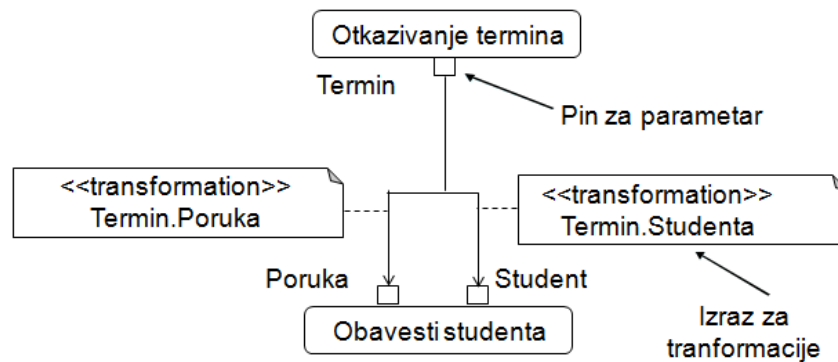 Otkazivanje termina
Termin
Pin za parametar
<<transformation>>
Termin.Poruka
<<transformation>>
Termin.Studenta
Poruka
Student
Obavesti studenta
Izraz za
tranformacije